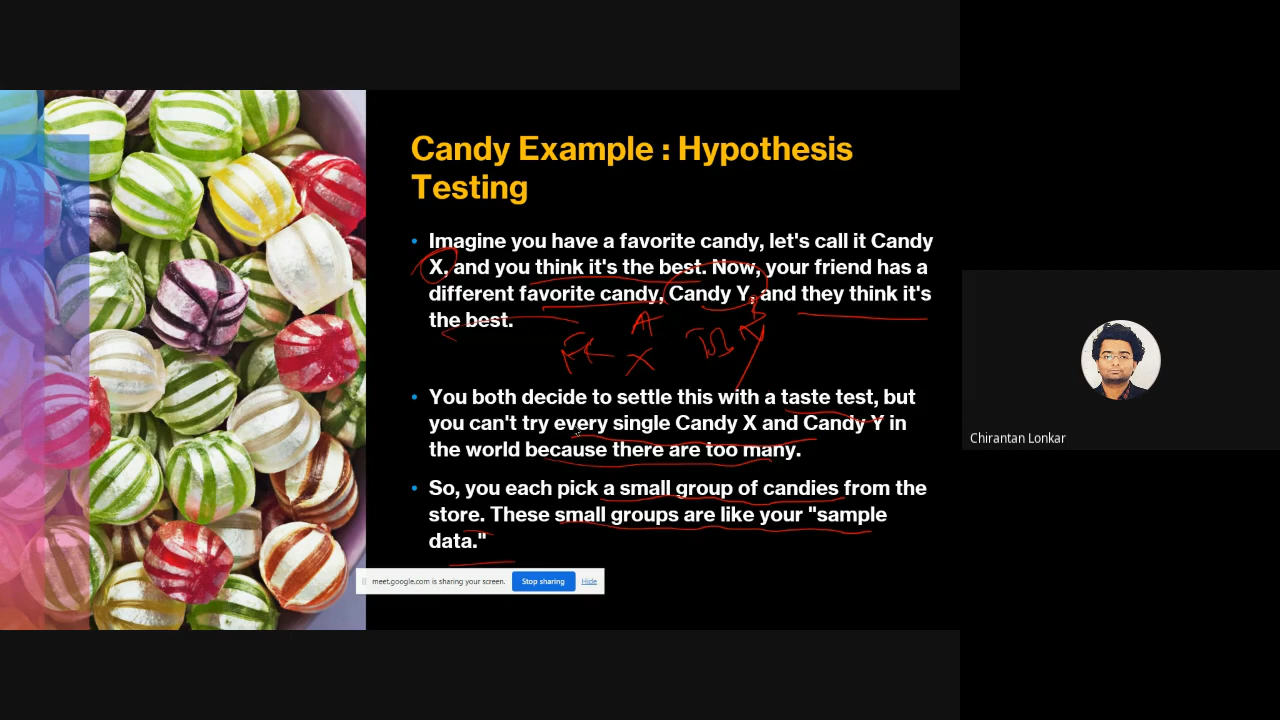 Candy Example : Hypothesis
Testing
• Imagine you have a favorite candy, let's call it Candy
X, and you think it's the best. Now, your friend has a
different favorite candy, Candy Y, and they think it's
the best.
A
X
• You both decide to settle this with a taste test, but
you can't try every single Candy X and Candy Y in
the world because there are too many.
• So, you each pick a small group of candies from the
store. These small groups are like your "sample
data."
meet.google.com is sharing your screen. Stop sharing Hide
Chirantan Lonkar